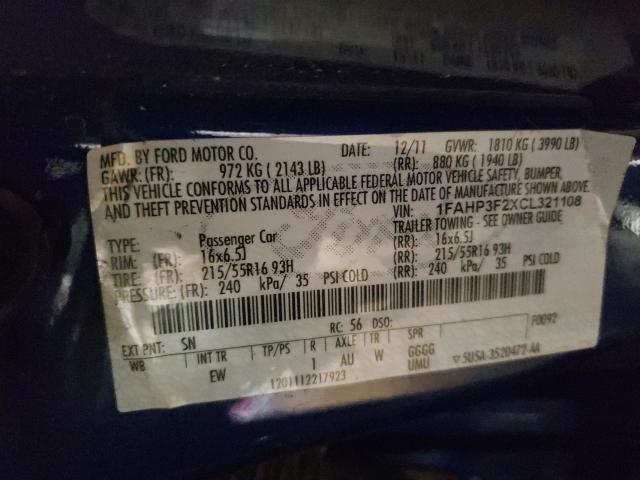 MFD. BY FORD MOTOR CO. DATE: 12/11 GVWR: 1810 KG ( 3990 LB)
GAWR: (FR): 972 KG ( 2143 LB) (RR): 880 KG ( 1940 LB)
THIS VEHICLE CONFORMS TO ALL APPLICABLE FEDERAL MOTOR VEHICLE SAFETY, BUMPER,
AND THEFT PREVENTION STANDARDS IN EFFECT ON THE DATE OF MANUFACTURE SHOWN ABOVE.
VIN: 1FAHP3F2XCL321108
TYPE: Passenger Car TRAILER TOWING - SEE OWNER GUIDE
RIM: (FR): 16x6.5J (RR): 16x6.5J
TIRE: (FR): 215/55R16 93H (RR): 215/55R16 93H
PRESSURE: (FR): 240 kPa/ 35 PSI COLD (RR): 240 kPa/ 35 PSI COLD
EXT PNT: SN RC: 56 DSO: F0092
WB INT TR TP/PS R AXLE TR SPR
EW 1 AU W GGGG
UMU
1201112217923 5USA-3520472-AA